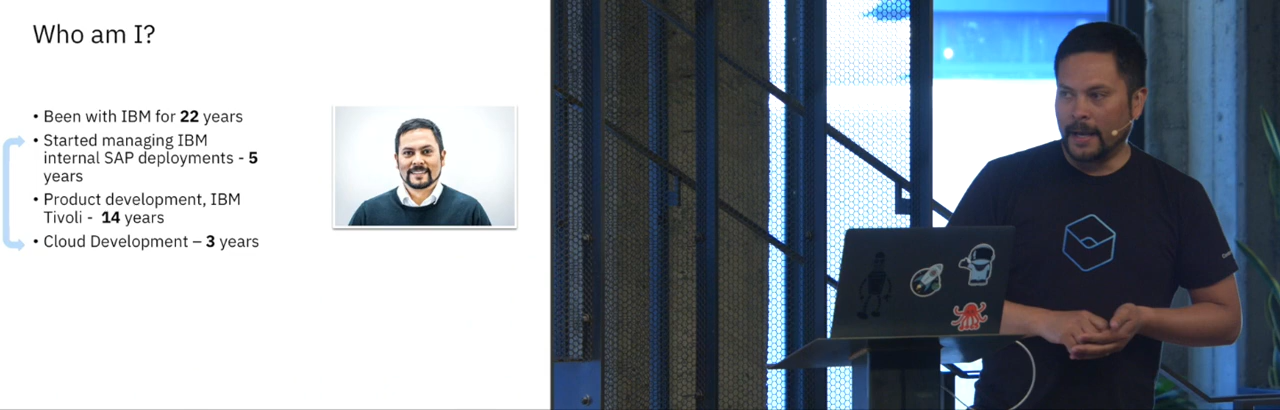 Who am I?
• Been with IBM for 22 years
• Started managing IBM
internal SAP deployments - 5
years
• Product development, IBM
Tivoli - 14 years
• Cloud Development – 3 years